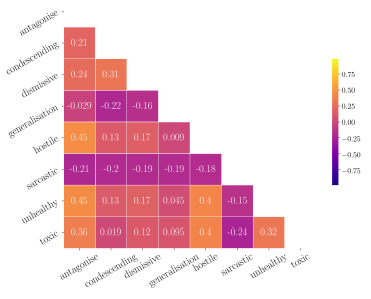 antagonise
condescending 0.21
dismissive 0.24 0.31
generalisation -0.029 -0.22 -0.16
hostile 0.45 0.13 0.17 0.009
sarcastic -0.21 -0.2 -0.19 -0.19 -0.18
unhealthy 0.45 0.13 0.17 0.045 0.4 -0.15
toxic 0.36 0.019 0.12 0.095 0.4 -0.24 0.32
antagonise condescending dismissive generalisation hostile sarcastic unhealthy toxic
0.75
0.50
0.25
0.00
−0.25
−0.50
−0.75